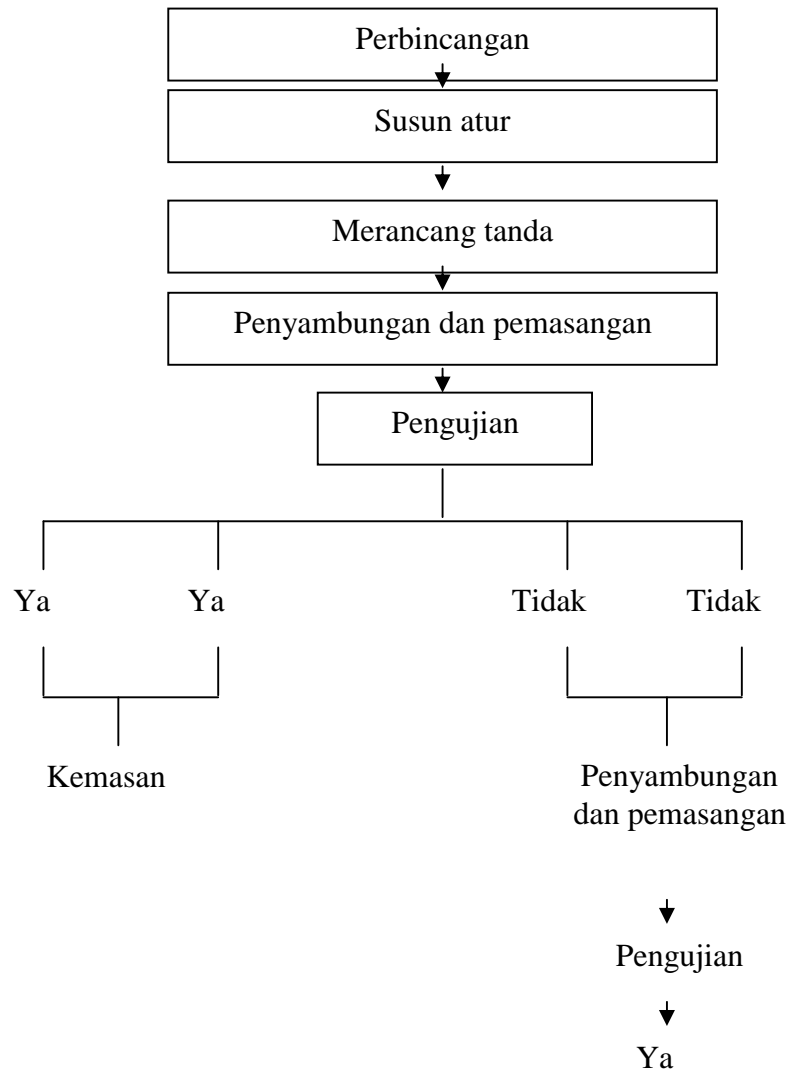 Perbincangan
Susun atur
Merancang tanda
Penyambungan dan pemasangan
Pengujian
Ya Ya Tidak Tidak
Kemasan
Penyambungan
dan pemasangan
Pengujian
Ya